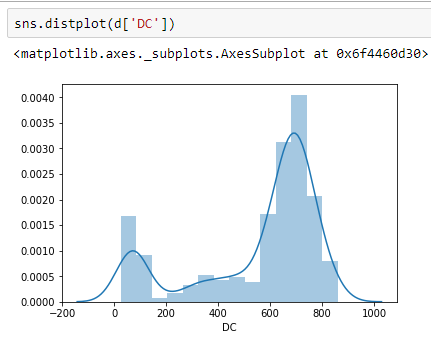 sns.distplot(d['DC'])
<matplotlib.axes._subplots.AxesSubplot at 0x6f4460d30>
0.0040
0.0035
0.0030
0.0025
0.0020
0.0015
0.0010
0.0005
0.0000
−200 0 200 400 600 800 1000
DC